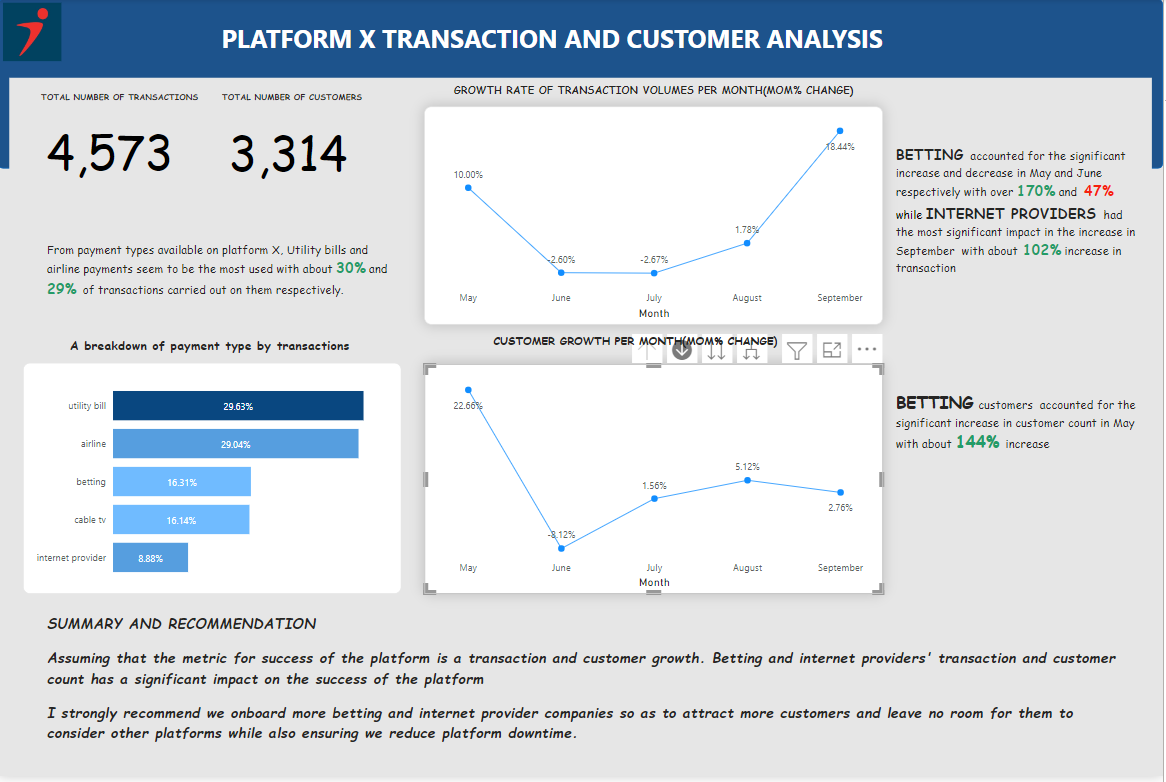 PLATFORM X TRANSACTION AND CUSTOMER ANALYSIS
TOTAL NUMBER OF TRANSACTIONS
4,573
TOTAL NUMBER OF CUSTOMERS
3,314
From payment types available on platform X, Utility bills and
airline payments seem to be the most used with about 30% and
29% of transactions carried out on them respectively.
A breakdown of payment type by transactions
utility bill 29.63%
airline 29.04%
betting 16.31%
cable tv 16.14%
internet provider 8.88%
GROWTH RATE OF TRANSACTION VOLUMES PER MONTH(MOM% CHANGE)
10.00%
-2.60%
-2.67%
1.78%
18.44%
May June July August September
Month
BETTING accounted for the significant
increase and decrease in May and June
respectively with over 170% and 47%
while INTERNET PROVIDERS had
the most significant impact in the increase in
September with about 102% increase in
transaction
CUSTOMER GROWTH PER MONTH(MOM% CHANGE)
22.66%
-8.12%
1.56%
5.12%
2.76%
May June July August September
Month
BETTING customers accounted for the
significant increase in customer count in May
with about 144% increase
SUMMARY AND RECOMMENDATION
Assuming that the metric for success of the platform is a transaction and customer growth. Betting and internet providers' transaction and customer
count has a significant impact on the success of the platform
I strongly recommend we onboard more betting and internet provider companies so as to attract more customers and leave no room for them to
consider other platforms while also ensuring we reduce platform downtime.